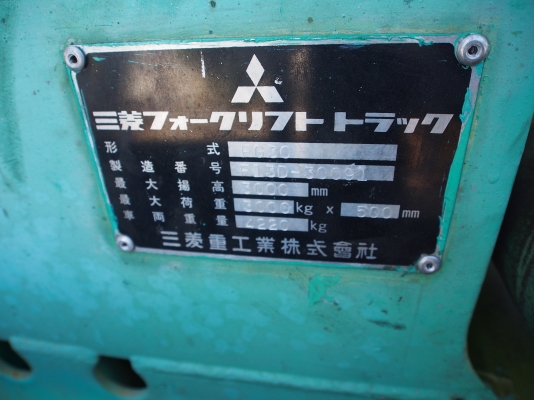 三菱フォークリフト トラック
形式
製造番号
最大揚高 3000 mm
最大荷重 kg x 500 mm
車両重量 kg
三菱重工業株式會社